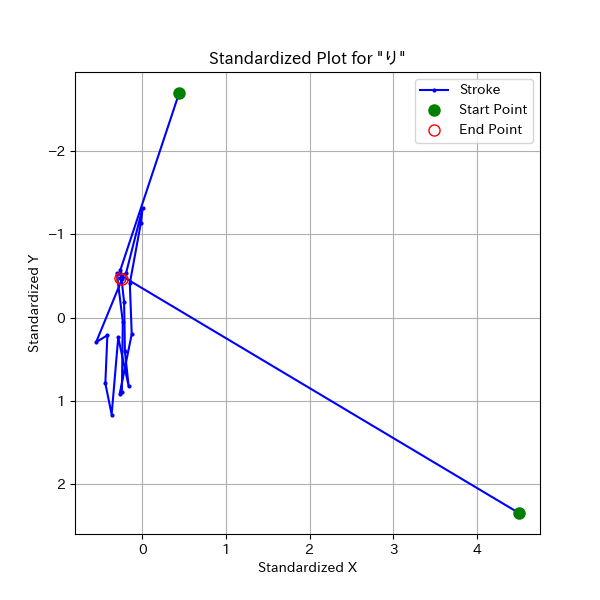 Standardized Plot for "り"
Stroke
Start Point
End Point
Standardized Y
−2
−1
0
1
2
0 1 2 3 4
Standardized X